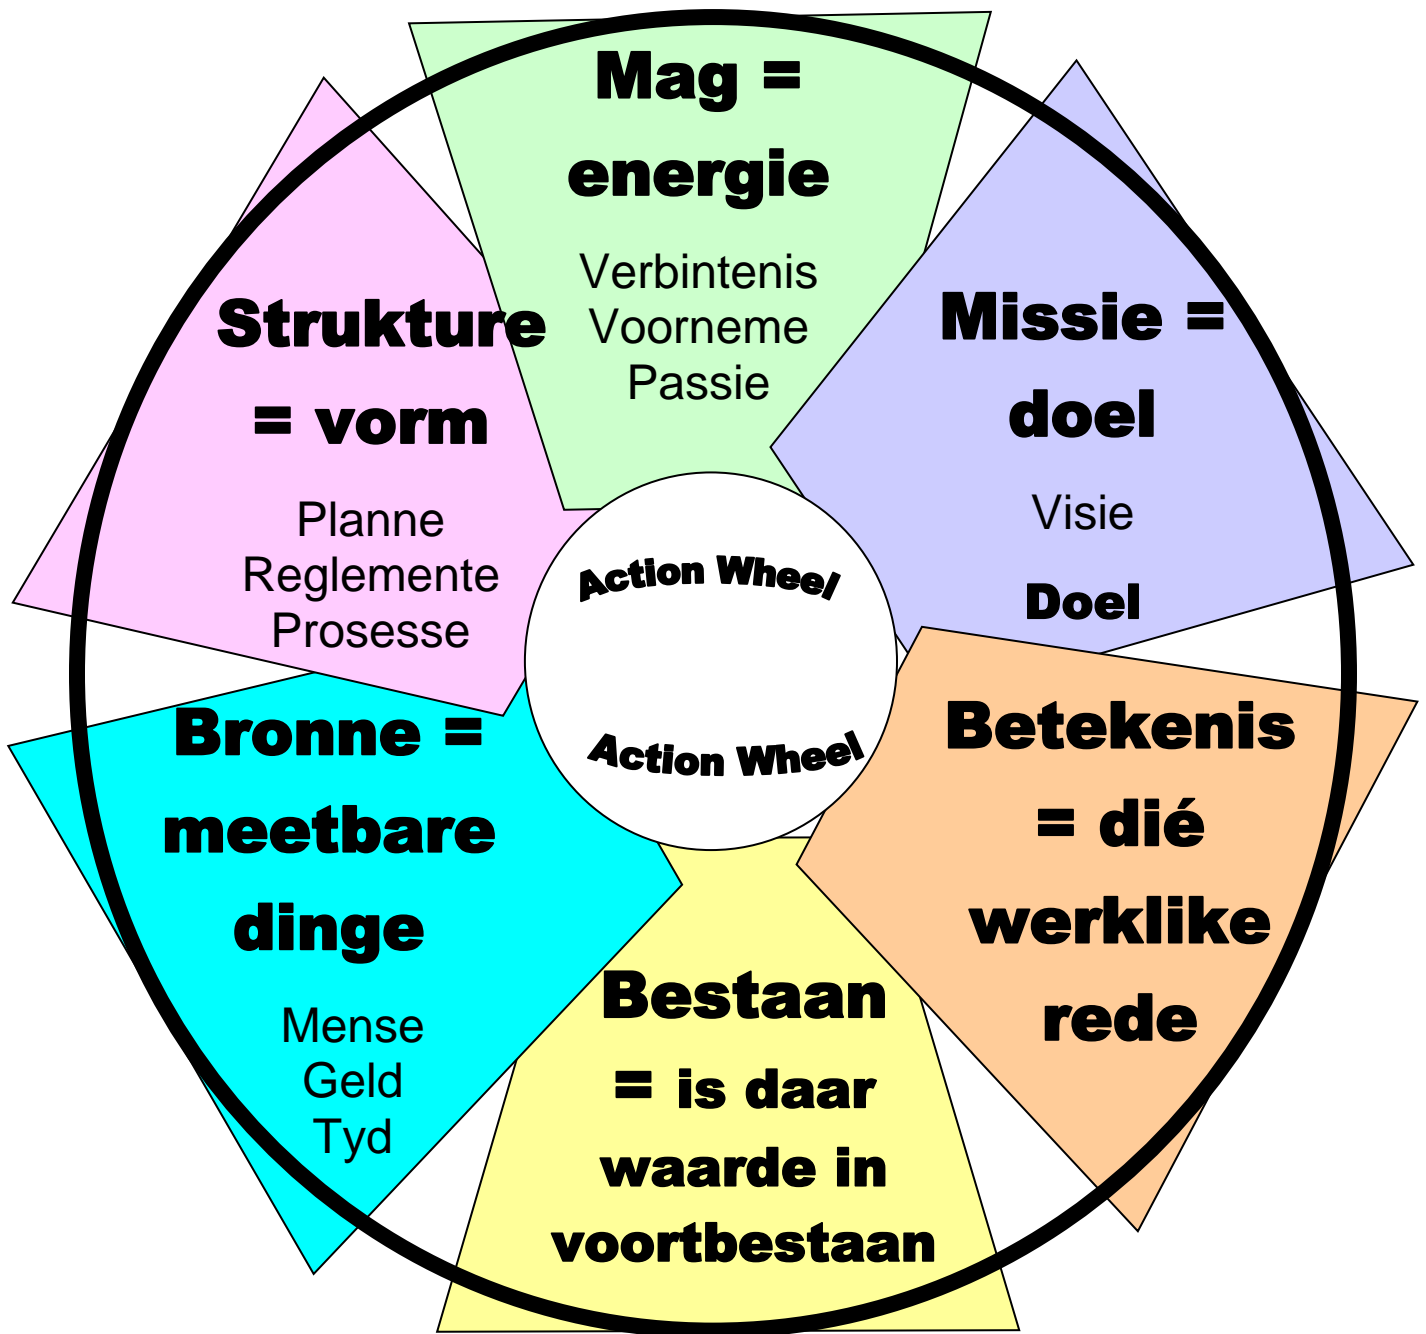 Mag =
energie
Verbintenis
Voorneme
Passie
Missie =
doel
Visie
Doel
Betekenis
= dié
werklike
rede
Bestaan
= is daar
waarde in
voortbestaan
Bronne =
meetbare
dinge
Mense
Geld
Tyd
Strukture
= vorm
Planne
Reglemente
Prosesse
Action Wheel
Action Wheel